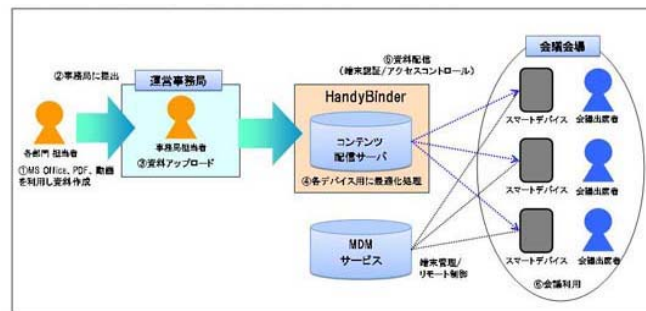 ②事務局に提出
運営事務局
各部門 担当者
①MS Office、PDF、動画
を利用し資料作成
事務局担当者
③資料アップロード
⑤資料配信
(端末認証/アクセスコントロール)
HandyBinder
コンテンツ
配信サーバ
④各デバイス用に最適化処理
MDM
サービス
端末管理/
リモート制御
会議会場
スマートデバイス
会議出席者
スマートデバイス
会議出席者
スマートデバイス
会議出席者
⑥会議利用